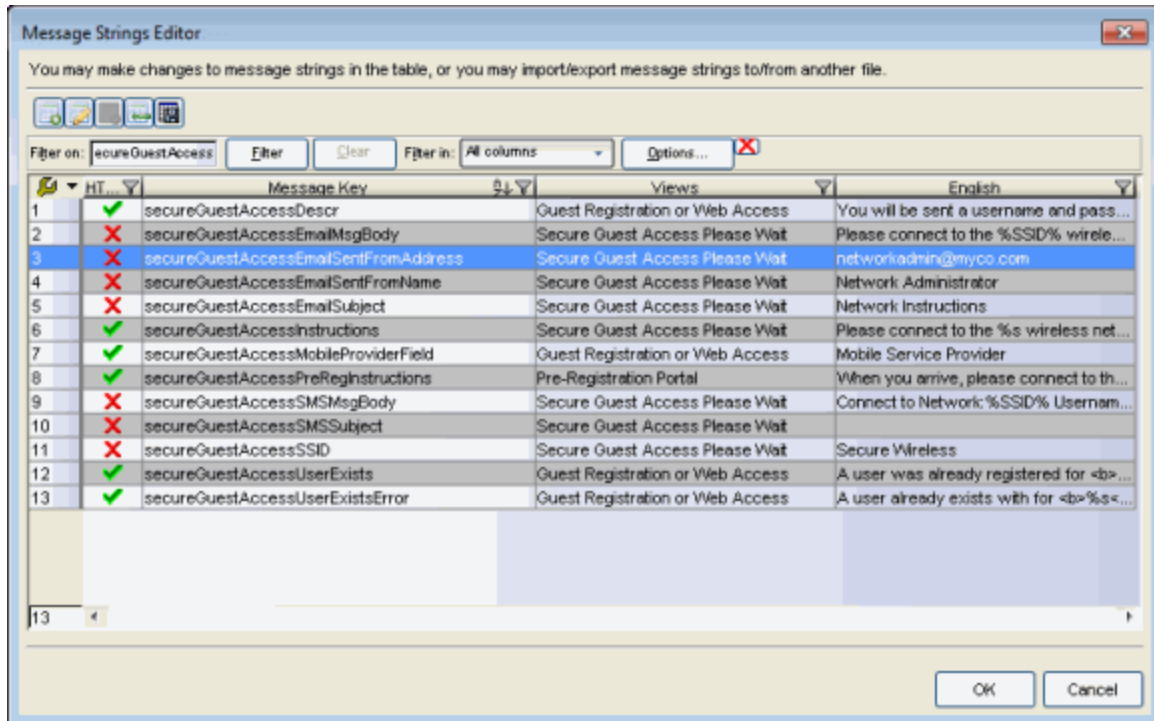 Message Strings Editor
You may make changes to message strings in the table, or you may import/export message strings to/from another file.
Filter on: ecureGuestAccess Filter Clear Filter in: All columns Options...
HT... Message Key Views English
1 secureGuestAccessDescr Guest Registration or Web Access You will be sent a username and pass...
2 secureGuestAccessEmailMsgBody Secure Guest Access Please Wait Please connect to the %SSID% wirele...
3 secureGuestAccessEmailSentFromAddress Secure Guest Access Please Wait networkadmin@myco.com
4 secureGuestAccessEmailSentFromName Secure Guest Access Please Wait Network Administrator
5 secureGuestAccessEmailSubject Secure Guest Access Please Wait Network Instructions
6 secureGuestAccessInstructions Secure Guest Access Please Wait Please connect to the %s wireless net...
7 secureGuestAccessMobileProviderField Guest Registration or Web Access Mobile Service Provider
8 secureGuestAccessPreRegInstructions Pre-Registration Portal When you arrive, please connect to th...
9 secureGuestAccessSMSMsgBody Secure Guest Access Please Wait Connect to Network:%SSID% Usernam...
10 secureGuestAccessSMSSubject Secure Guest Access Please Wait
11 secureGuestAccessSSID Secure Guest Access Please Wait Secure Wireless
12 secureGuestAccessUserExists Guest Registration or Web Access A user was already registered for <b>...
13 secureGuestAccessUserExistsError Guest Registration or Web Access A user already exists with for <b>%s<...
13
OK Cancel